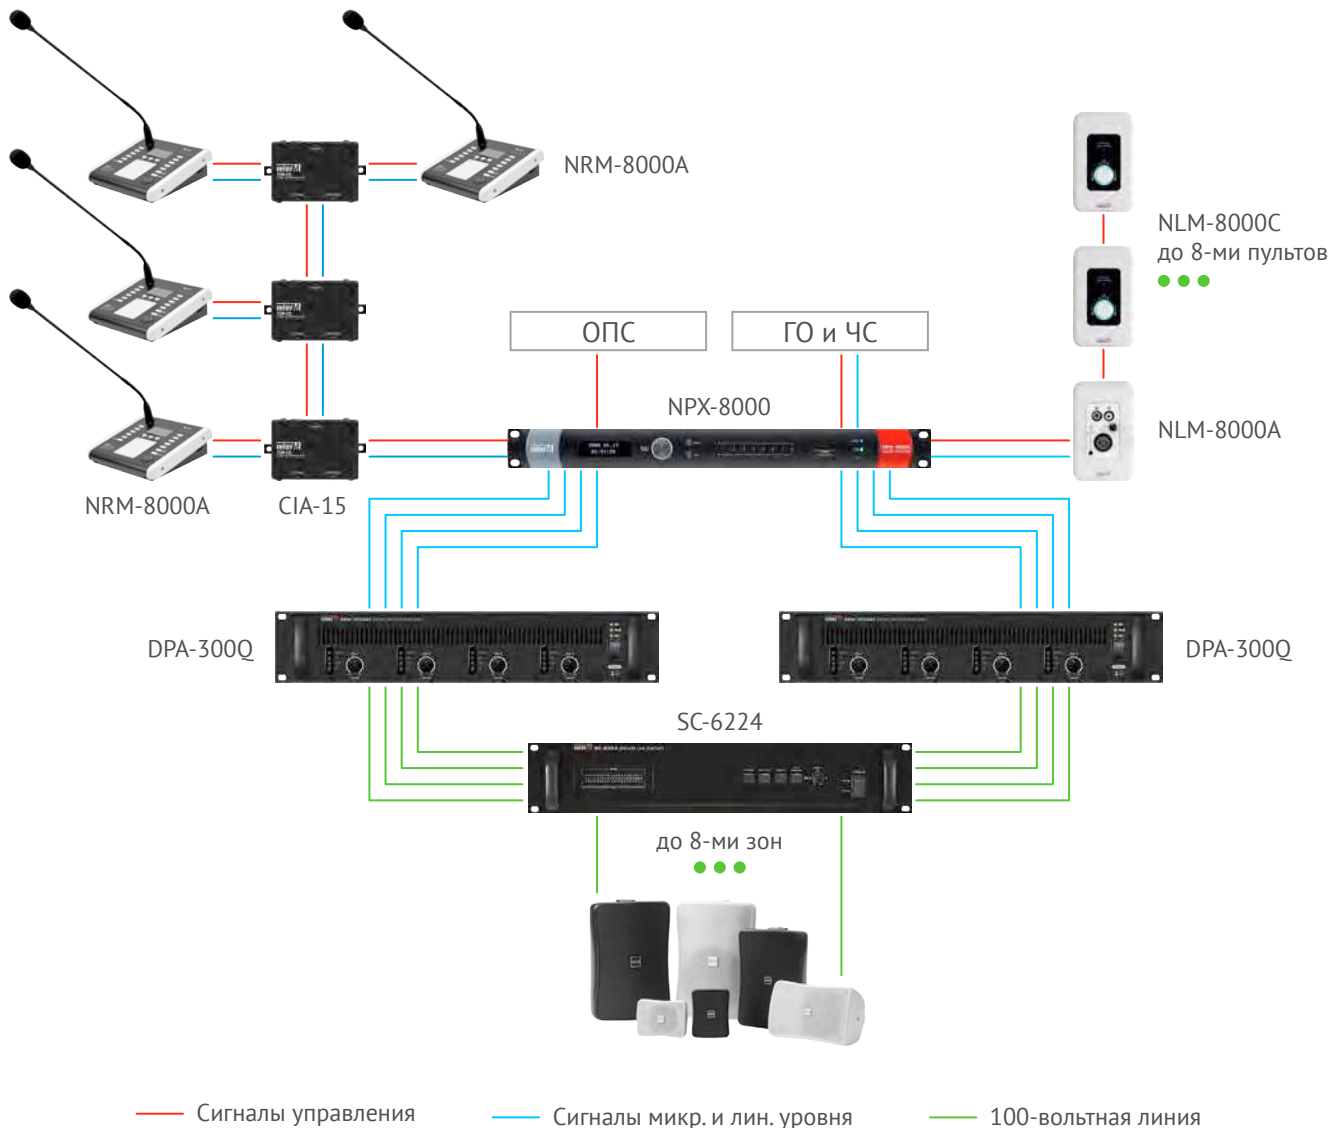 NRM-8000A
NLM-8000C
до 8-ми пультов
ОПС
ГО и ЧС
NPX-8000
NLM-8000A
NRM-8000A
CIA-15
DPA-300Q
DPA-300Q
SC-6224
до 8-ми зон
Сигналы управления
Сигналы микр. и лин. уровня
100-вольтная линия